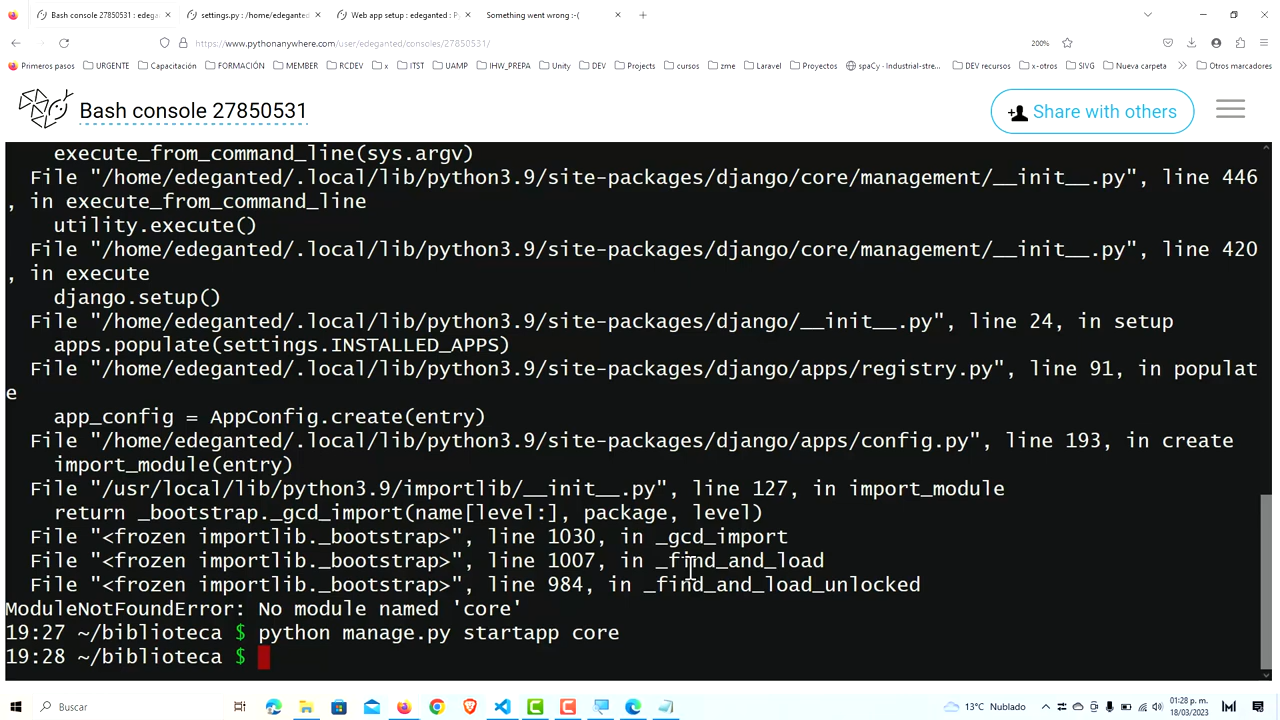 Bash console 27850531 : edega
settings.py : /home/edeganted
Web app setup : edeganted : P
Something went wrong :-(
https://www.pythonanywhere.com/user/edeganted/consoles/27850531/
200%
Primeros pasos URGENTE Capacitación FORMACIÓN MEMBER RCDEV x ITST UAMP IHW_PREPA Unity DEV Projects cursos zme Laravel Proyectos spaCy - Industrial-stre... DEV recursos x-otros SIVG Nueva carpeta Otros marcadores
Bash console 27850531
Share with others
execute_from_command_line(sys.argv)
File "/home/edeganted/.local/lib/python3.9/site-packages/django/core/management/__init__.py", line 446
, in execute_from_command_line
utility.execute()
File "/home/edeganted/.local/lib/python3.9/site-packages/django/core/management/__init__.py", line 420
, in execute
django.setup()
File "/home/edeganted/.local/lib/python3.9/site-packages/django/__init__.py", line 24, in setup
apps.populate(settings.INSTALLED_APPS)
File "/home/edeganted/.local/lib/python3.9/site-packages/django/apps/registry.py", line 91, in populat
e
app_config = AppConfig.create(entry)
File "/home/edeganted/.local/lib/python3.9/site-packages/django/apps/config.py", line 193, in create
import_module(entry)
File "/usr/local/lib/python3.9/importlib/__init__.py", line 127, in import_module
return _bootstrap._gcd_import(name[level:], package, level)
File "<frozen importlib._bootstrap>", line 1030, in _gcd_import
File "<frozen importlib._bootstrap>", line 1007, in _find_and_load
File "<frozen importlib._bootstrap>", line 984, in _find_and_load_unlocked
ModuleNotFoundError: No module named 'core'
19:27 ~/biblioteca $ python manage.py startapp core
19:28 ~/biblioteca $
Buscar
13°C Nublado
01:28 p. m.
18/03/2023